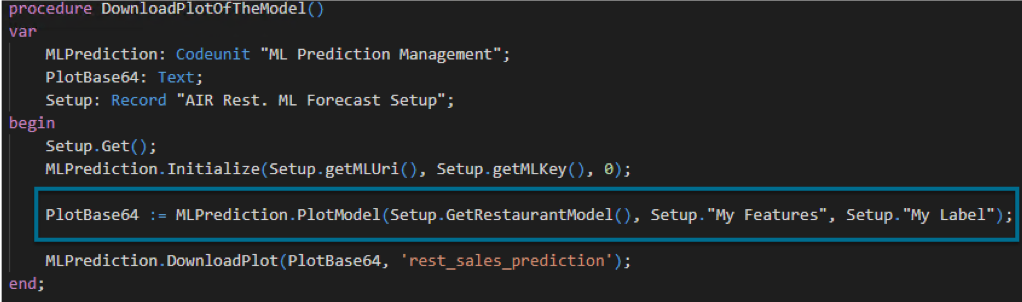 procedure DownloadPlotOfTheModel()
var
MLPrediction: Codeunit "ML Prediction Management";
PlotBase64: Text;
Setup: Record "AIR Rest. ML Forecast Setup";
begin
Setup.Get();
MLPrediction.Initialize(Setup.getMLUri(), Setup.getMLKey(), 0);
PlotBase64 := MLPrediction.PlotModel(Setup.GetRestaurantModel(), Setup."My Features", Setup."My Label");
MLPrediction.DownloadPlot(PlotBase64, 'rest_sales_prediction');
end;